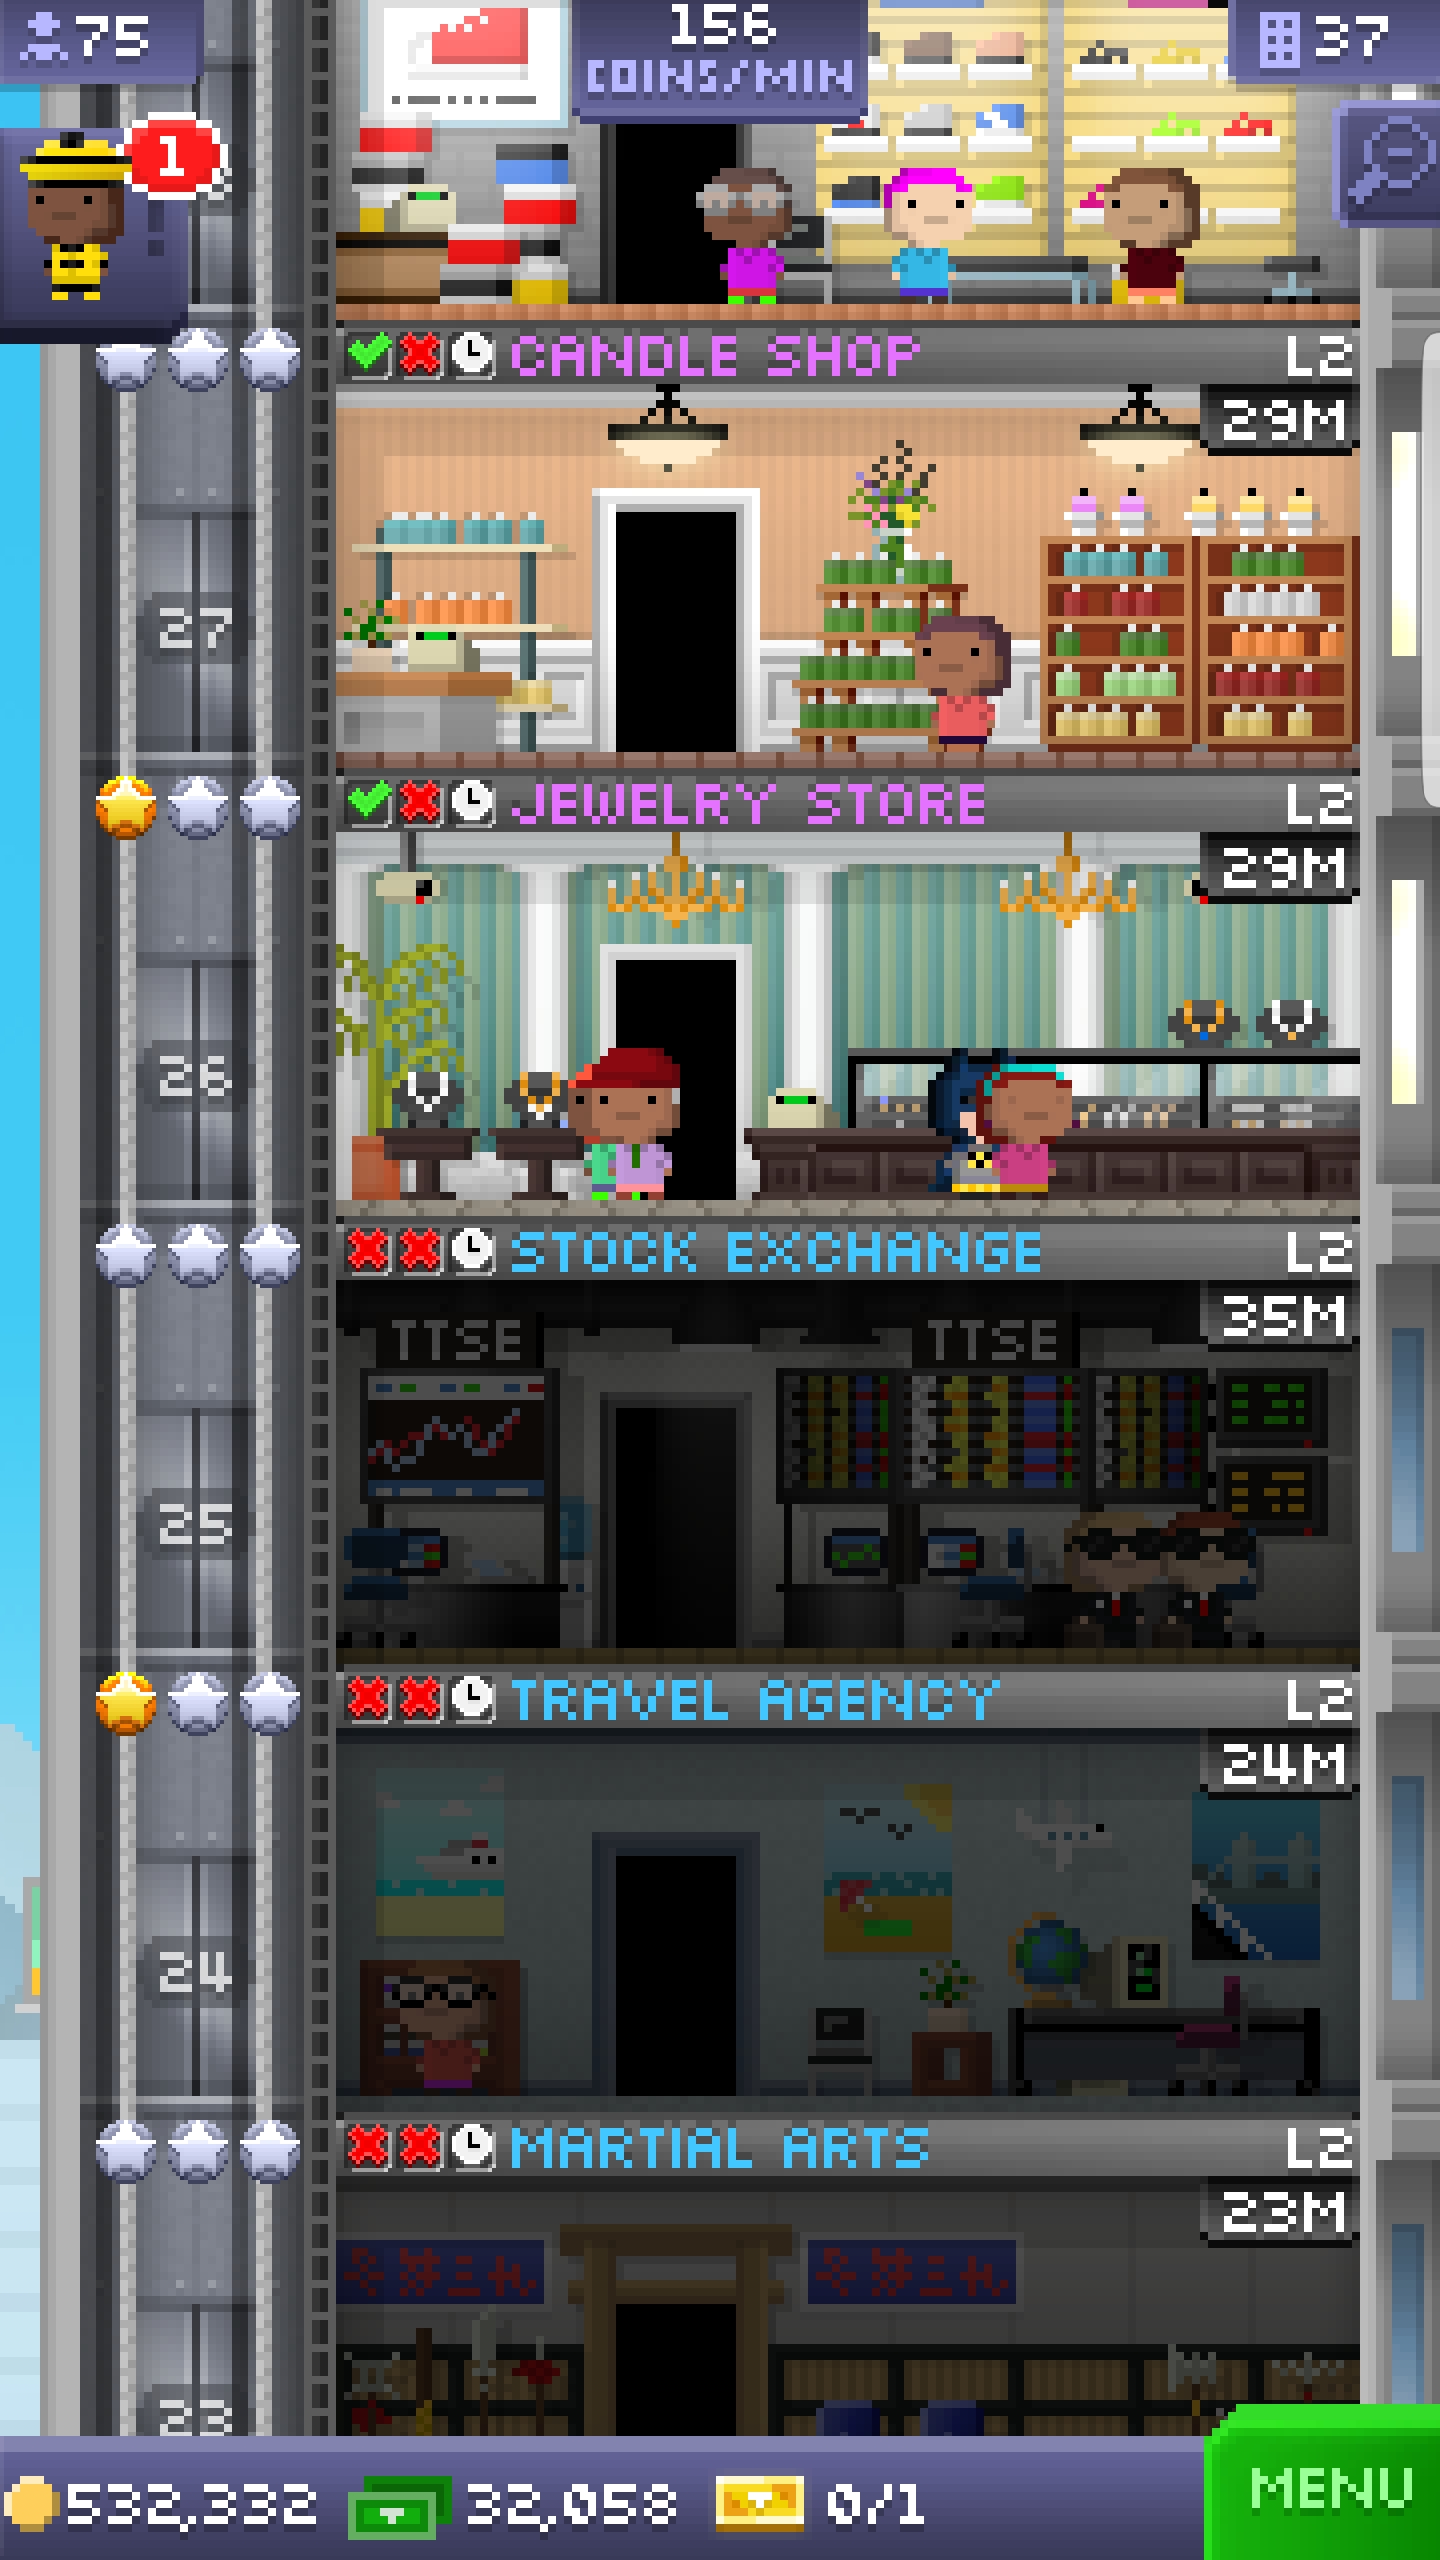 75
156
COINS/MIN
37
1
CANDLE SHOP L2
29M
27
JEWELRY STORE L2
29M
26
STOCK EXCHANGE L2
35M
TTSE TTSE
25
TRAVEL AGENCY L2
24M
24
MARTIAL ARTS L2
23M
23
532,332 32,058 0/1 MENU